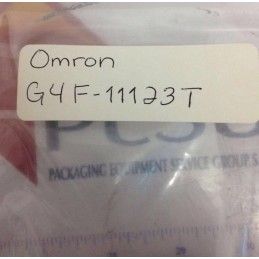 Omron
G4F-11123T
PACKAGING EQUIPMENT SERVICE GROUP